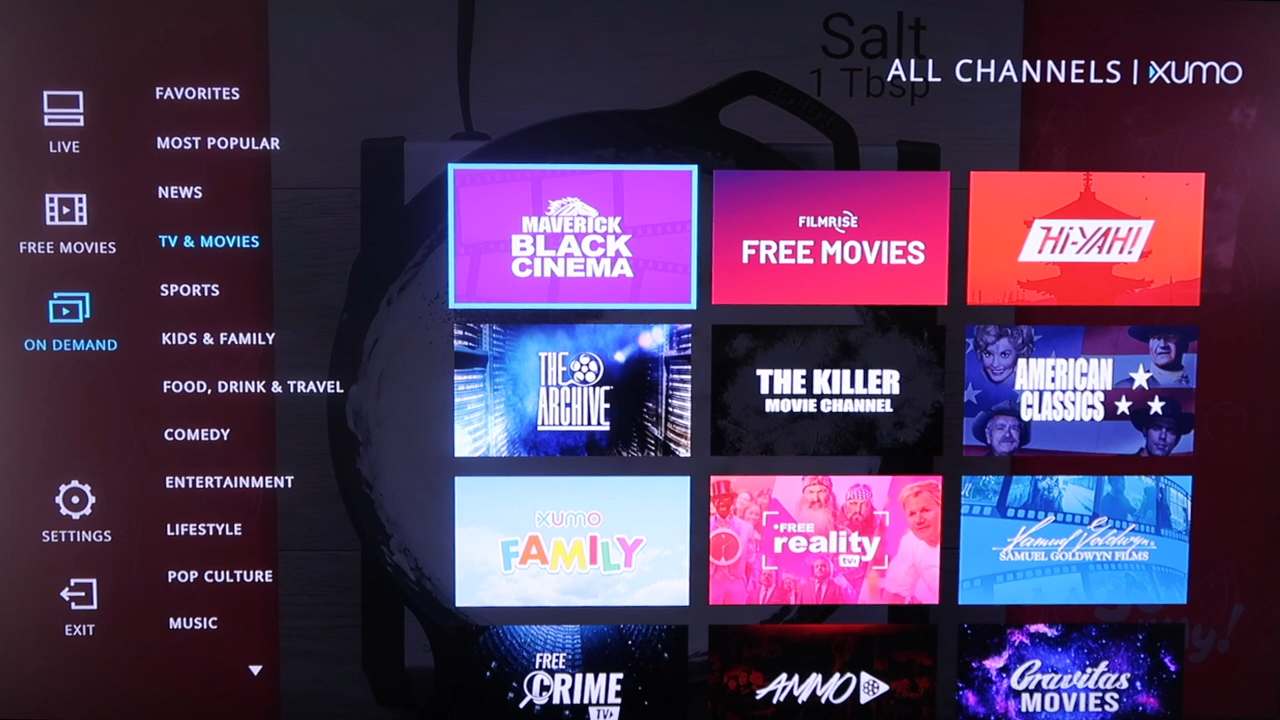 Salt
1 Tbsp
ALL CHANNELS | XUMO
LIVE
FREE MOVIES
ON DEMAND
SETTINGS
EXIT
FAVORITES
MOST POPULAR
NEWS
TV & MOVIES
SPORTS
KIDS & FAMILY
FOOD, DRINK & TRAVEL
COMEDY
ENTERTAINMENT
LIFESTYLE
POP CULTURE
MUSIC
MAVERICK
BLACK
CINEMA
FILMRISE
FREE MOVIES
HI-YAH!
THE
ARCHIVE
THE KILLER
MOVIE CHANNEL
AMERICAN
CLASSICS
XUMO
FAMILY
FREE
reality
tv
Samuel Goldwyn
SAMUEL GOLDWYN FILMS
FREE
CRIME
TV
AMMO
Gravitas
MOVIES